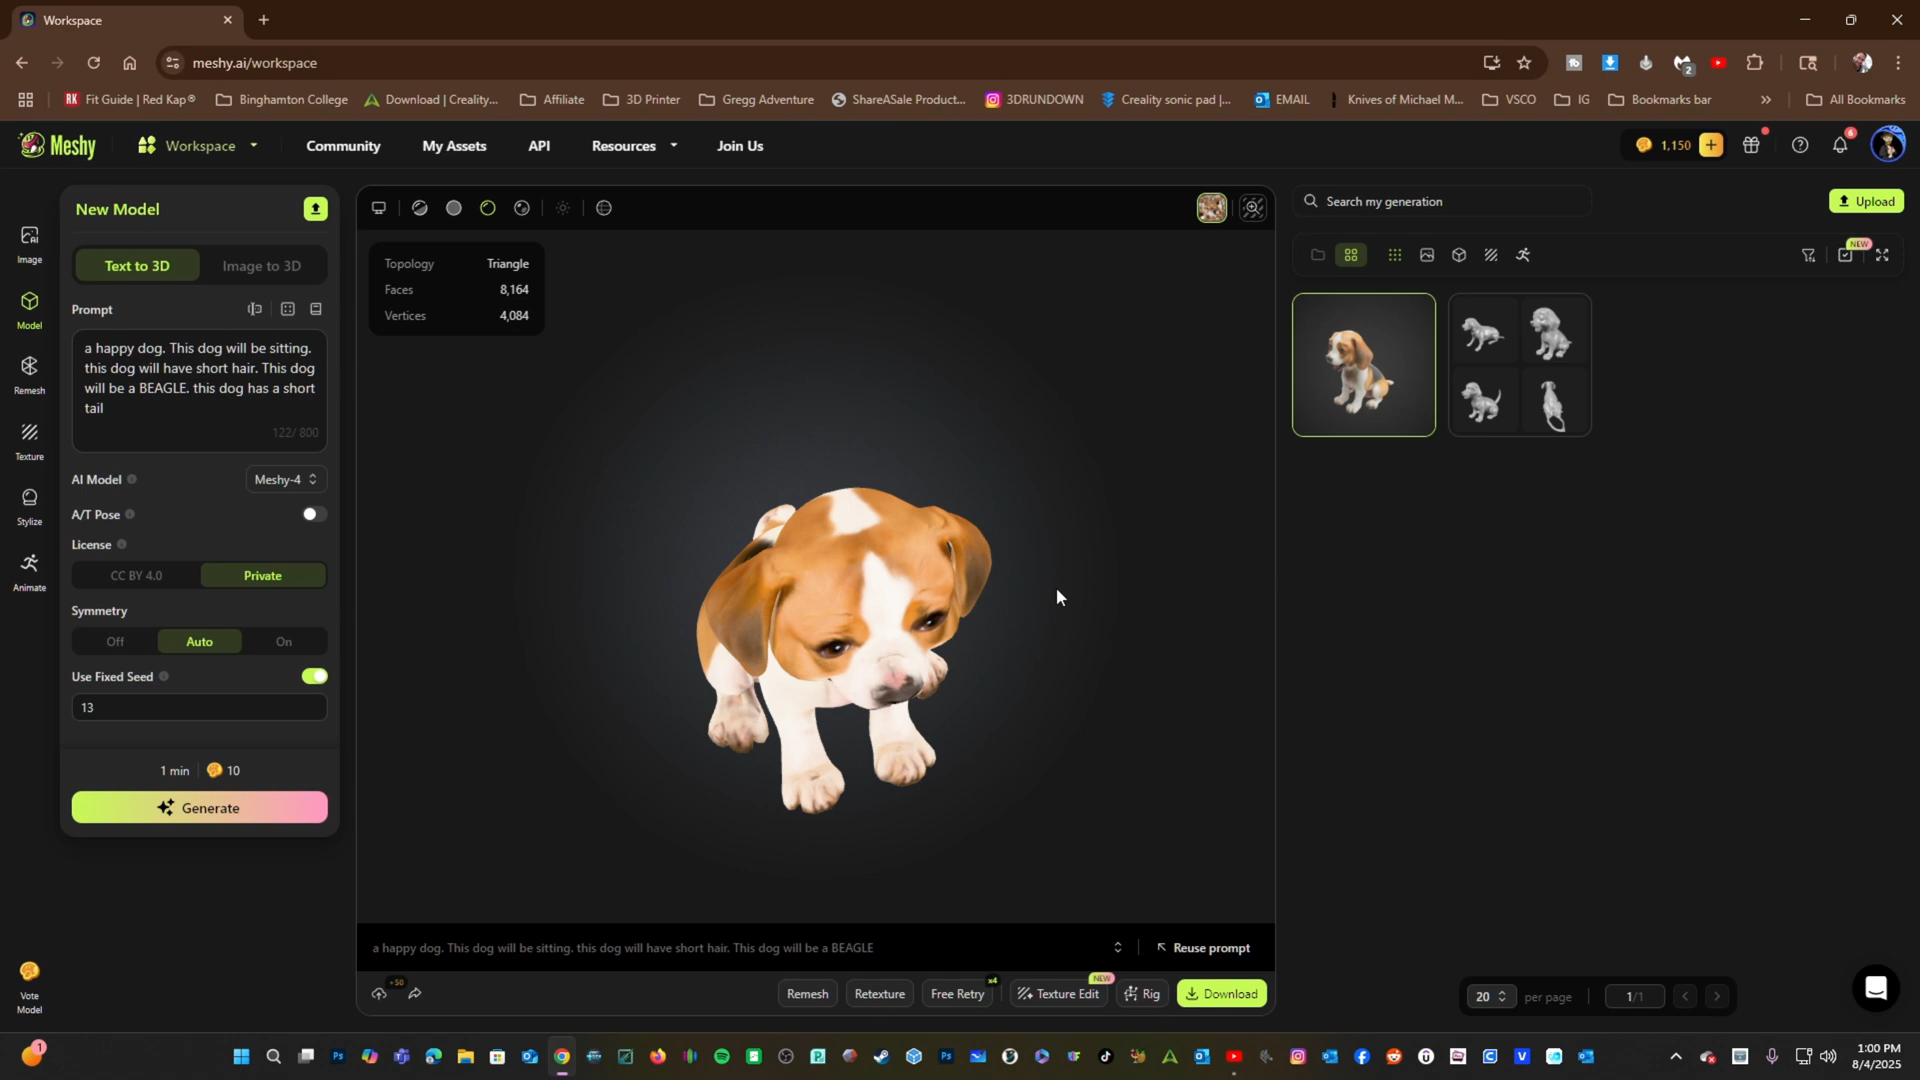 Workspace
meshy.ai/workspace
2
RK Fit Guide | Red Kap®
Binghamton College
Download | Creality...
Affiliate
3D Printer
Gregg Adventure
ShareASale Product...
3DRUNDOWN
Creality sonic pad |...
EMAIL
Knives of Michael M...
VSCO
IG
Bookmarks bar
»
All Bookmarks
Meshy
Workspace
Community
My Assets
API
Resources
Join Us
1,150
6
New Model
Text to 3D
Image to 3D
Prompt
a happy dog. This dog will be sitting.
this dog will have short hair. This dog
will be a BEAGLE. this dog has a short
tail
122/ 800
AI Model
Meshy-4
A/T Pose
License
CC BY 4.0
Private
Symmetry
Off
Auto
On
Use Fixed Seed
13
1 min
10
Generate
Image
Model
Remesh
Texture
Stylize
Animate
Vote
Model
Topology Triangle
Faces 8,164
Vertices 4,084
a happy dog. This dog will be sitting. this dog will have short hair. This dog will be a BEAGLE
Reuse prompt
+50
Remesh
Retexture
Free Retry
x4
Texture Edit
NEW
Rig
Download
Search my generation
Upload
NEW
20
per page
1/1
1
1:00 PM
8/4/2025